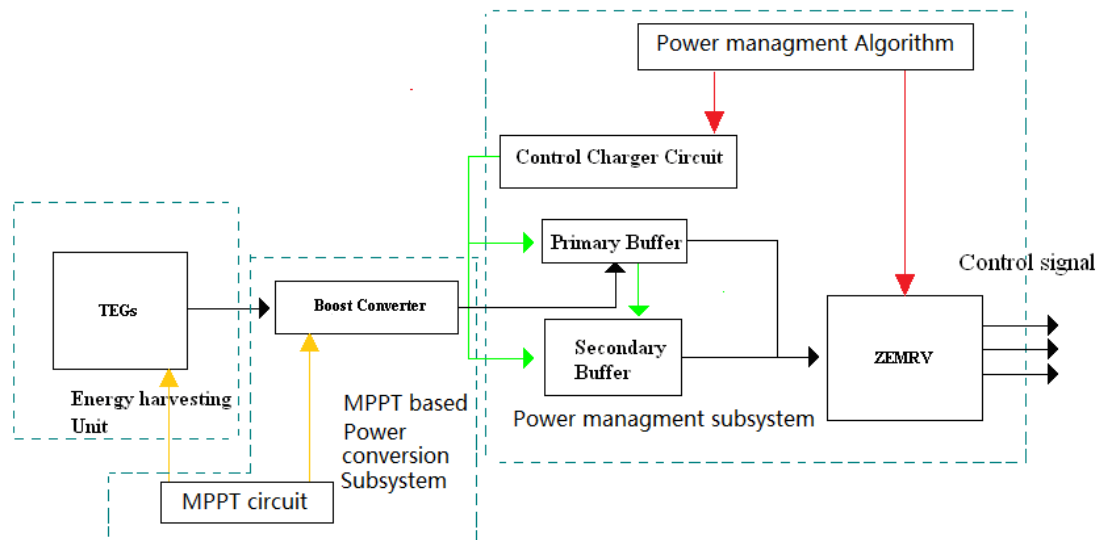 Power managment Algorithm
Control Charger Circuit
Primary Buffer
Control signal
TEGs
Boost Converter
Secondary
Buffer
ZEMRV
Energy harvesting
Unit
MPPT based
Power
conversion
Subsystem
Power managment subsystem
MPPT circuit